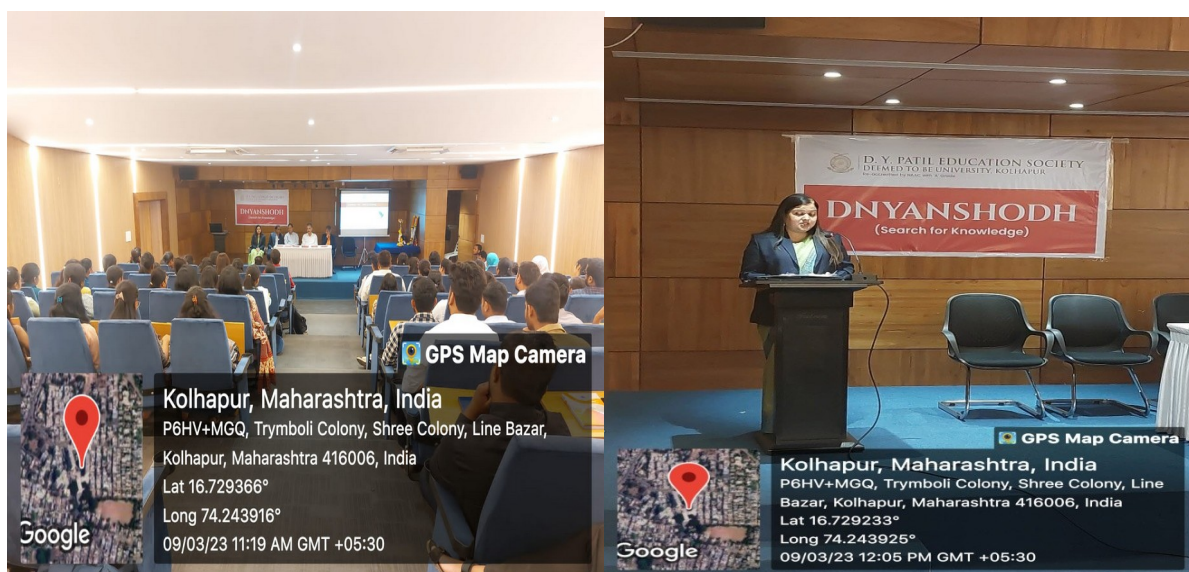 DNYANSHODH
(Search for Knowledge)
GPS Map Camera
Kolhapur, Maharashtra, India
P6HV+MGQ, Trymboli Colony, Shree Colony, Line Bazar,
Kolhapur, Maharashtra 416006, India
Lat 16.729366°
Long 74.243916°
09/03/23 11:19 AM GMT +05:30
Google
D. Y. PATIL EDUCATION SOCIETY
DEEMED TO BE UNIVERSITY, KOLHAPUR
DNYANSHODH
(Search for Knowledge)
GPS Map Camera
Kolhapur, Maharashtra, India
P6HV+MGQ, Trymboli Colony, Shree Colony, Line
Bazar, Kolhapur, Maharashtra 416006, India
Lat 16.729233°
Long 74.243925°
09/03/23 12:05 PM GMT +05:30
Google